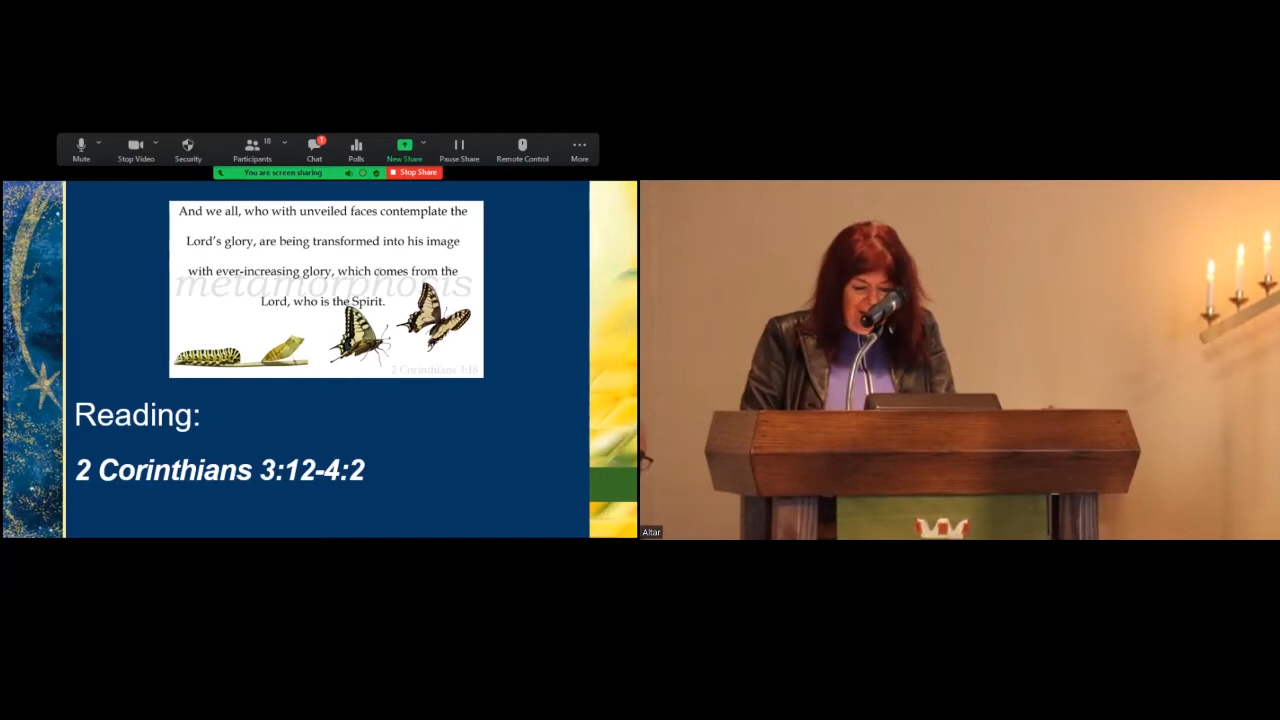 18
1
Mute
Stop Video
Security
Participants
Chat
Polls
New Share
Pause Share
Remote Control
More
You are screen sharing
Stop Share
And we all, who with unveiled faces contemplate the
Lord's glory, are being transformed into his image
with ever-increasing glory, which comes from the
metamorphosis
Lord, who is the Spirit.
2 Corinthians 3:18
Reading:
2 Corinthians 3:12-4:2
Altar